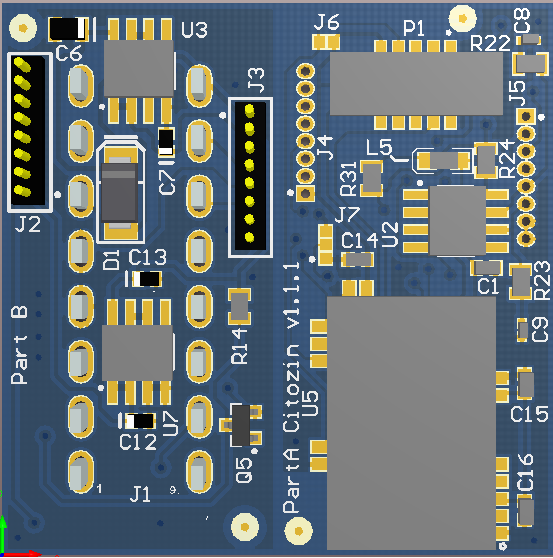 J6
P1
C8
U3
R22
C6
J3
J5
J4
L5
R24
R31
C7
J2
J7
U2
D1
C13
C14
C1
R23
Part B
R14
C9
PartA Citozin v1.1.1
U5
C15
U7
C12
Q5
C16
1
J1
9.